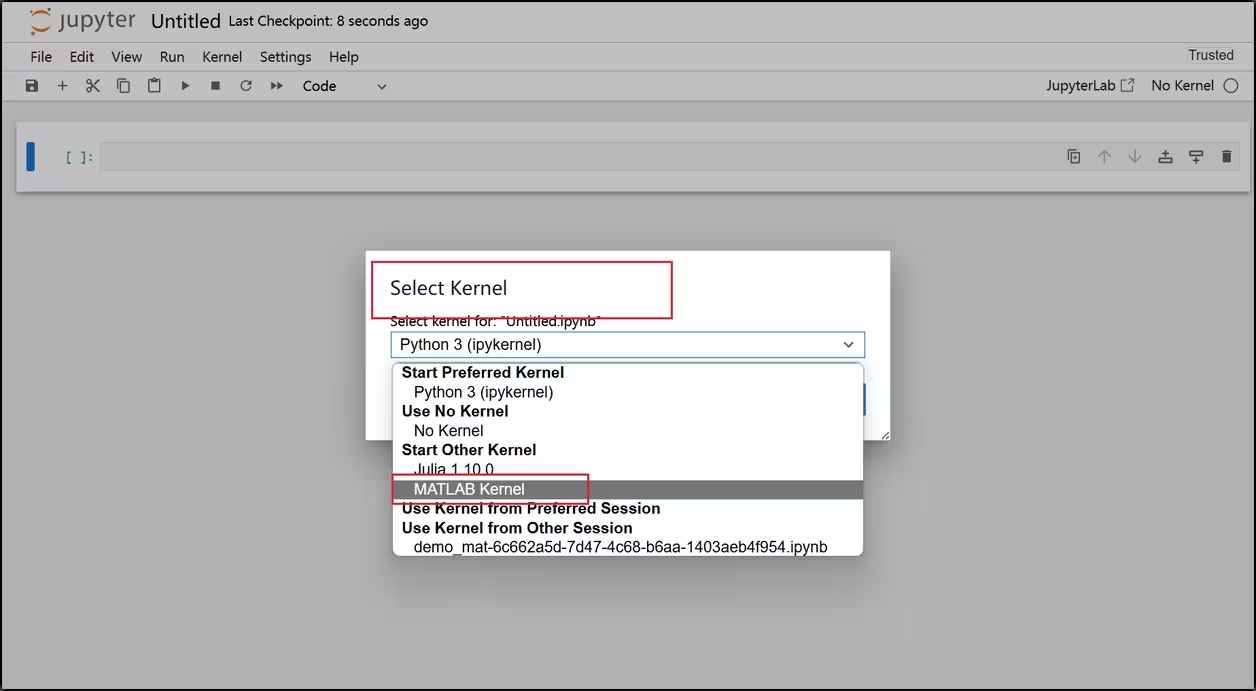 jupyter Untitled Last Checkpoint: 8 seconds ago
File Edit View Run Kernel Settings Help Trusted
Code JupyterLab No Kernel
[ ]:
Select Kernel
Select kernel for: "Untitled.ipynb"
Python 3 (ipykernel)
Start Preferred Kernel
Python 3 (ipykernel)
Use No Kernel
No Kernel
Start Other Kernel
Julia 1.10.0
MATLAB Kernel
Use Kernel from Preferred Session
Use Kernel from Other Session
demo_mat-6c662a5d-7d47-4c68-b6aa-1403aeb4f954.ipynb